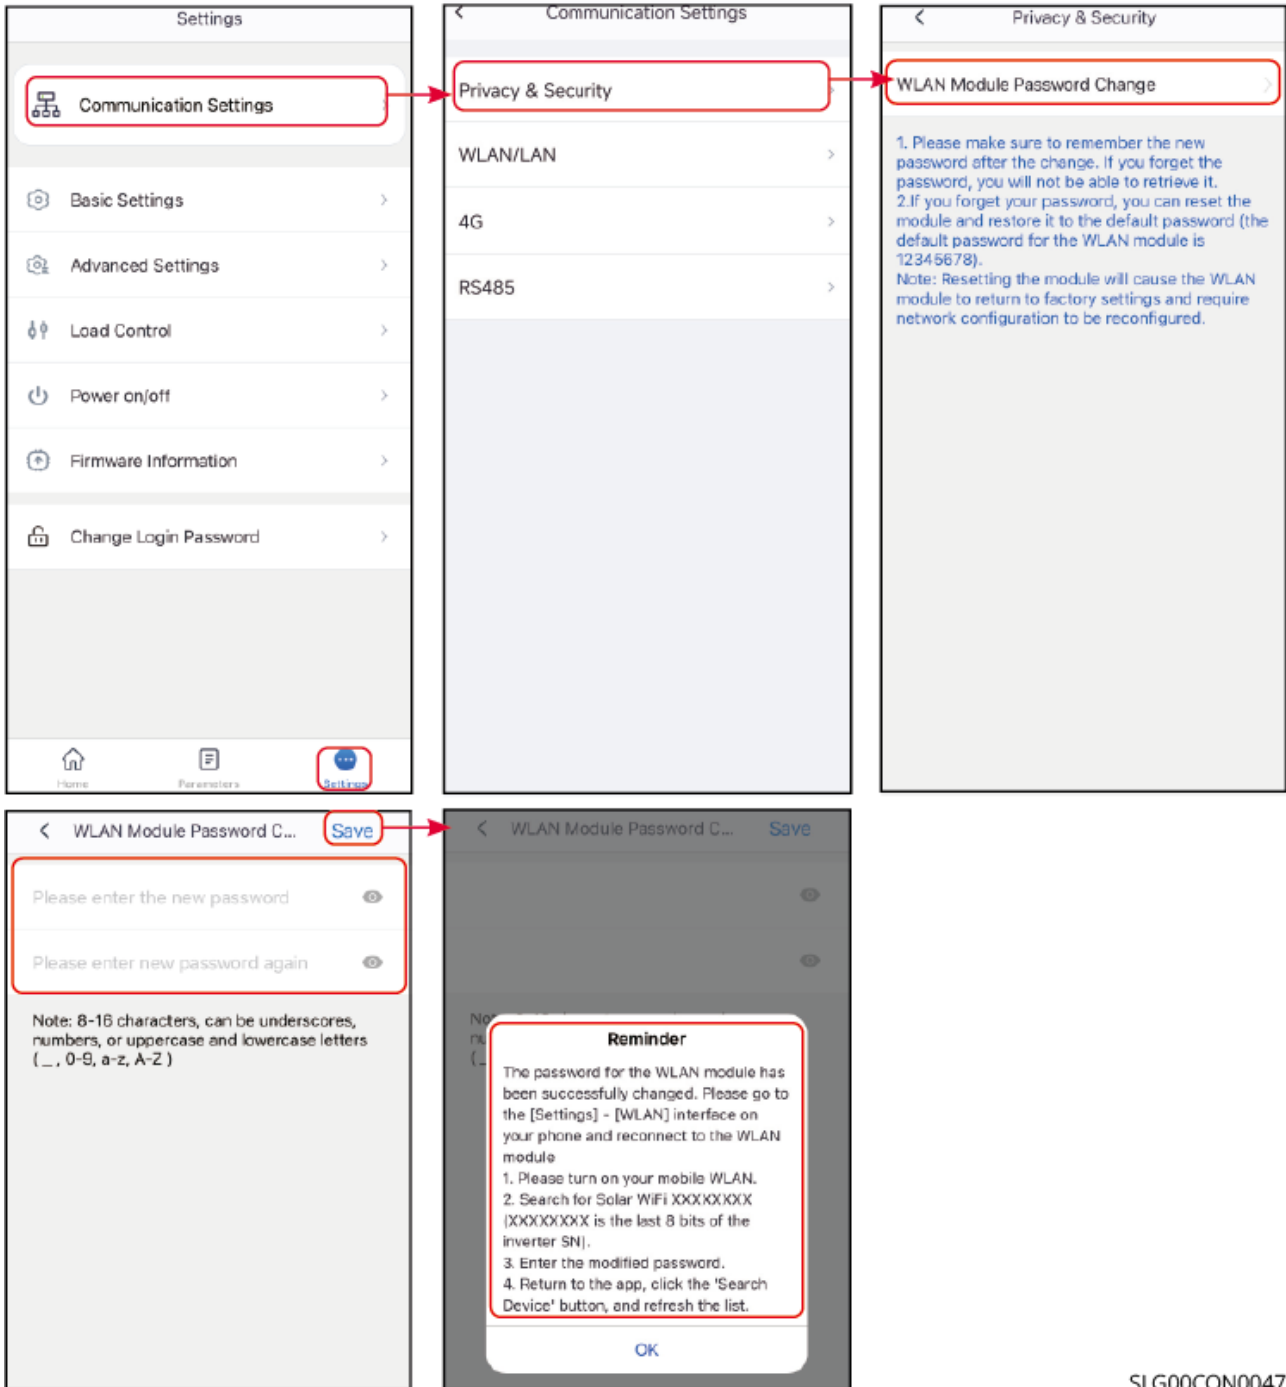 Settings
Communication Settings
Basic Settings
Advanced Settings
Load Control
Power on/off
Firmware Information
Change Login Password
Home
Parameters
Settings
Communication Settings
Privacy & Security
WLAN/LAN
4G
RS485
Privacy & Security
WLAN Module Password Change
1. Please make sure to remember the new
password after the change. If you forget the
password, you will not be able to retrieve it.
2.If you forget your password, you can reset the
module and restore it to the default password (the
default password for the WLAN module is
12345678).
Note: Resetting the module will cause the WLAN
module to return to factory settings and require
network configuration to be reconfigured.
WLAN Module Password C... Save
Please enter the new password
Please enter new password again
Note: 8-16 characters, can be underscores,
numbers, or uppercase and lowercase letters
( _ , 0-9, a-z, A-Z )
WLAN Module Password C... Save
Reminder
The password for the WLAN module has
been successfully changed. Please go to
the [Settings] - [WLAN] interface on
your phone and reconnect to the WLAN
module
1. Please turn on your mobile WLAN.
2. Search for Solar WiFi XXXXXXXX
(XXXXXXXX is the last 8 bits of the
inverter SN).
3. Enter the modified password.
4. Return to the app, click the 'Search
Device' button, and refresh the list.
OK
SLG00CON0047